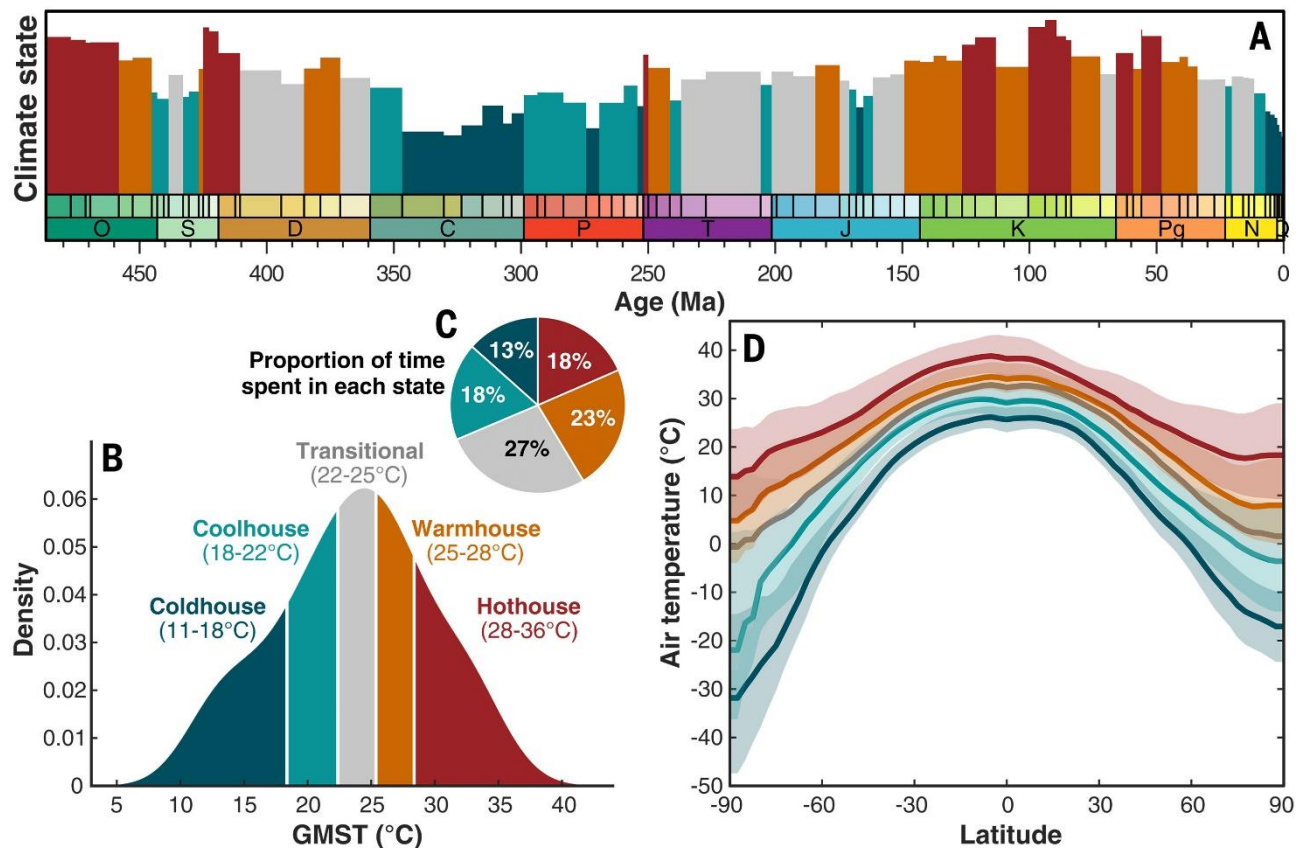 Climate state
A
O S D C P T J K Pg N Q
450 400 350 300 250 200 150 100 50 0
Age (Ma)
C
Proportion of time
spent in each state
13% 18%
18% 23%
27%
B
Transitional
(22-25°C)
Coolhouse
(18-22°C)
Warmhouse
(25-28°C)
Coldhouse
(11-18°C)
Hothouse
(28-36°C)
Density
0.06
0.05
0.04
0.03
0.02
0.01
0
5 10 15 20 25 30 35 40
GMST (°C)
D
Air temperature (°C)
40
30
20
10
0
-10
-20
-30
-40
-50
-90 -60 -30 0 30 60 90
Latitude